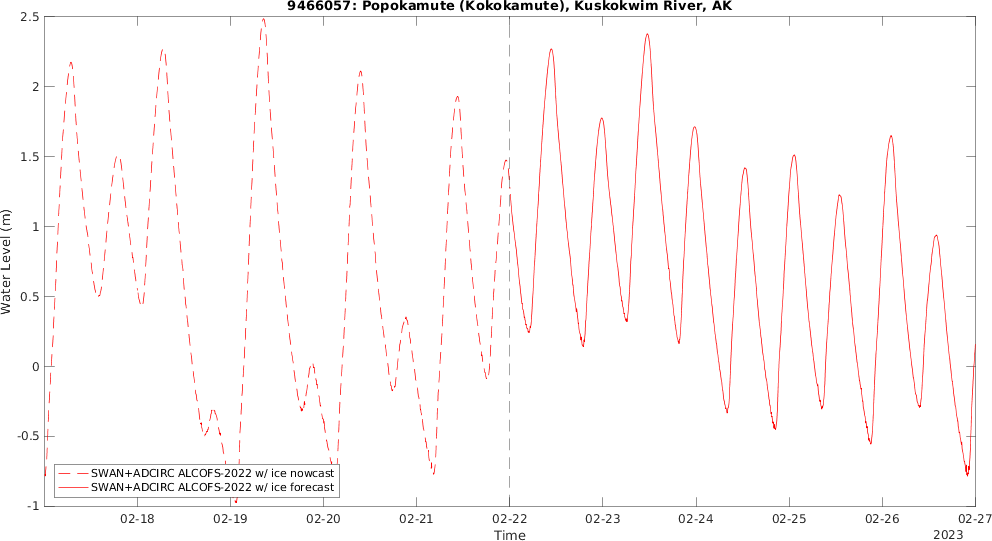 9466057: Popokamute (Kokokamute), Kuskokwim River, AK
2.5
2
1.5
1
0.5
0
-0.5
-1
Water Level (m)
SWAN+ADCIRC ALCOFS-2022 w/ ice nowcast
SWAN+ADCIRC ALCOFS-2022 w/ ice forecast
02-18 02-19 02-20 02-21 02-22 02-23 02-24 02-25 02-26 02-27
Time
2023